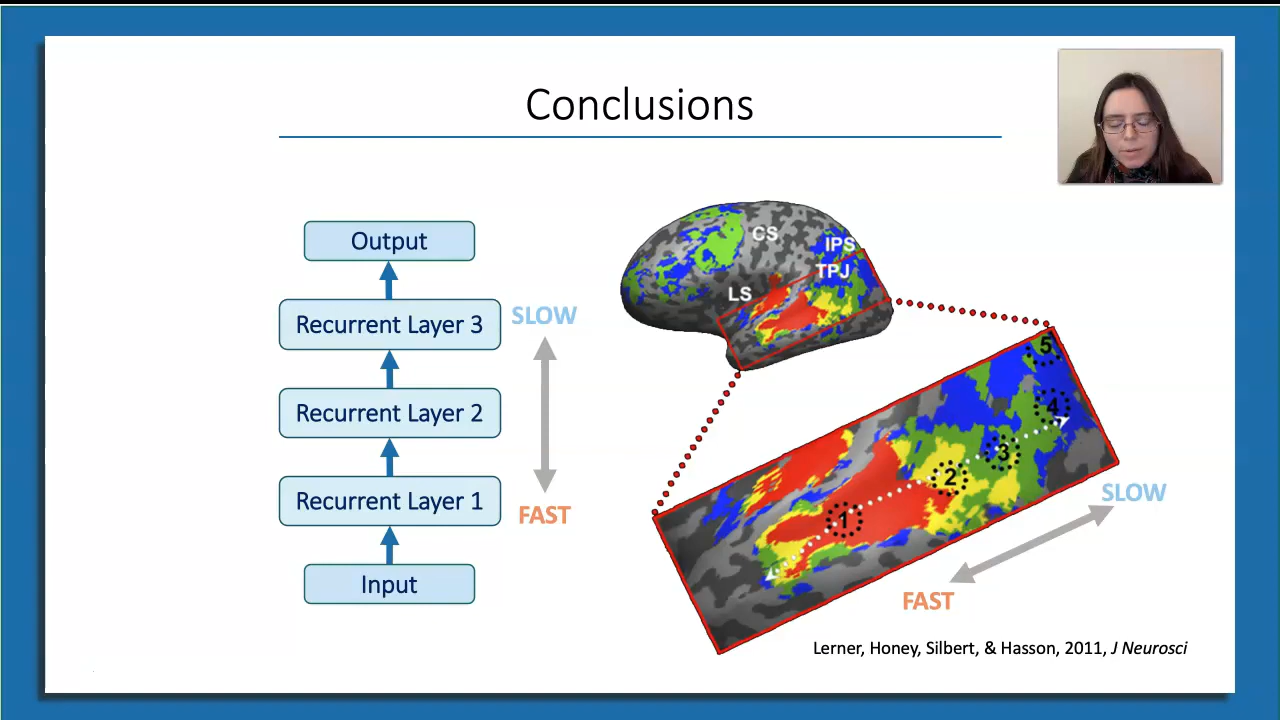 Conclusions
Output
Recurrent Layer 3
SLOW
Recurrent Layer 2
Recurrent Layer 1
FAST
Input
CS
IPS
TPJ
LS
5
4
3
2
1
SLOW
FAST
Lerner, Honey, Silbert, & Hasson, 2011, J Neurosci